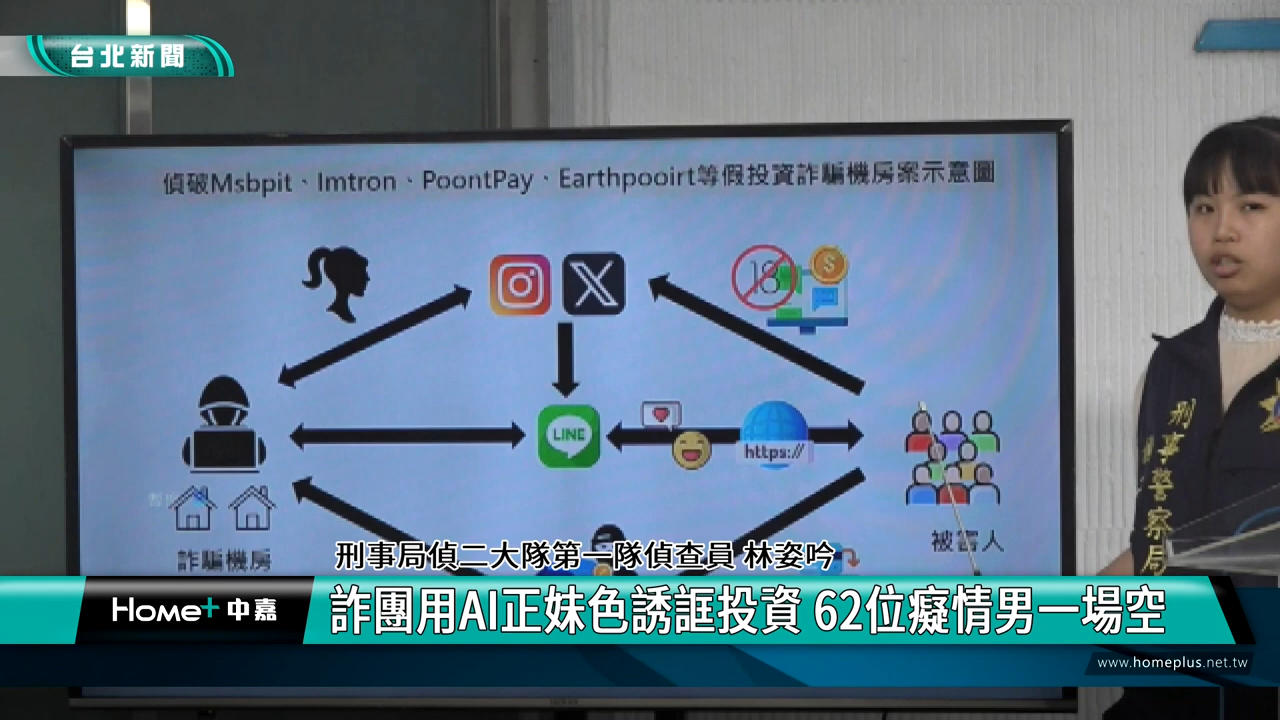 台北新聞
偵破Msbpit、Imtron、PoontPay、Earthpooirt等假投資詐騙機房案示意圖
18
LINE
https://
詐騙機房
被害人
刑事警察局
刑事局偵二大隊第一隊偵查員 林姿吟
Home+中嘉
詐團用AI正妹色誘誆投資 62位癡情男一場空
www.homeplus.net.tw